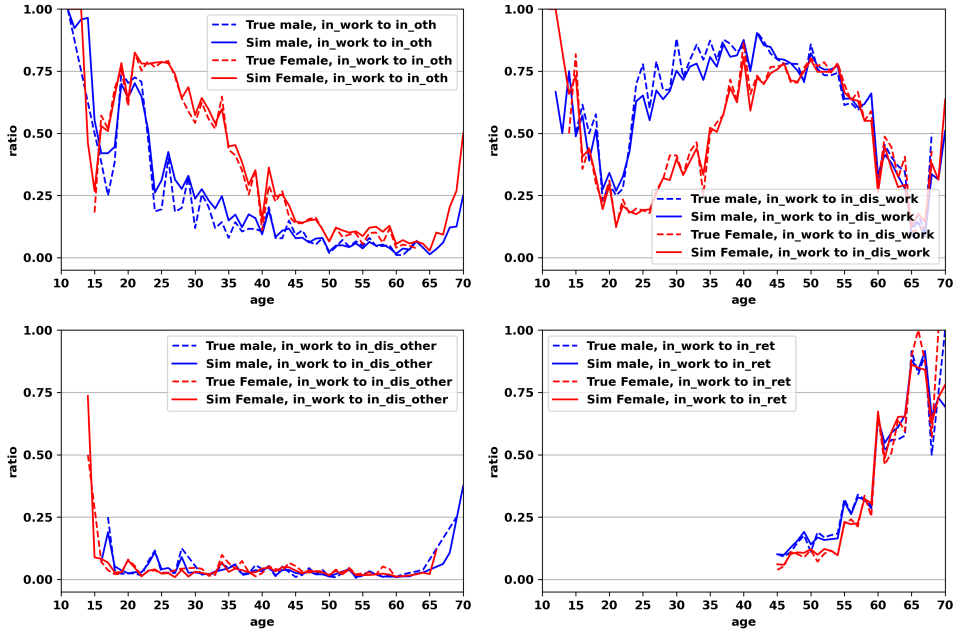 1.00
0.75
0.50
0.25
0.00
ratio
10 15 20 25 30 35 40 45 50 55 60 65 70
age
True male, in_work to in_oth
Sim male, in_work to in_oth
True Female, in_work to in_oth
Sim Female, in_work to in_oth
1.00
0.75
0.50
0.25
0.00
ratio
10 15 20 25 30 35 40 45 50 55 60 65 70
age
True male, in_work to in_dis_work
Sim male, in_work to in_dis_work
True Female, in_work to in_dis_work
Sim Female, in_work to in_dis_work
1.00
0.75
0.50
0.25
0.00
ratio
10 15 20 25 30 35 40 45 50 55 60 65 70
age
True male, in_work to in_dis_other
Sim male, in_work to in_dis_other
True Female, in_work to in_dis_other
Sim Female, in_work to in_dis_other
1.00
0.75
0.50
0.25
0.00
ratio
10 15 20 25 30 35 40 45 50 55 60 65 70
age
True male, in_work to in_ret
Sim male, in_work to in_ret
True Female, in_work to in_ret
Sim Female, in_work to in_ret